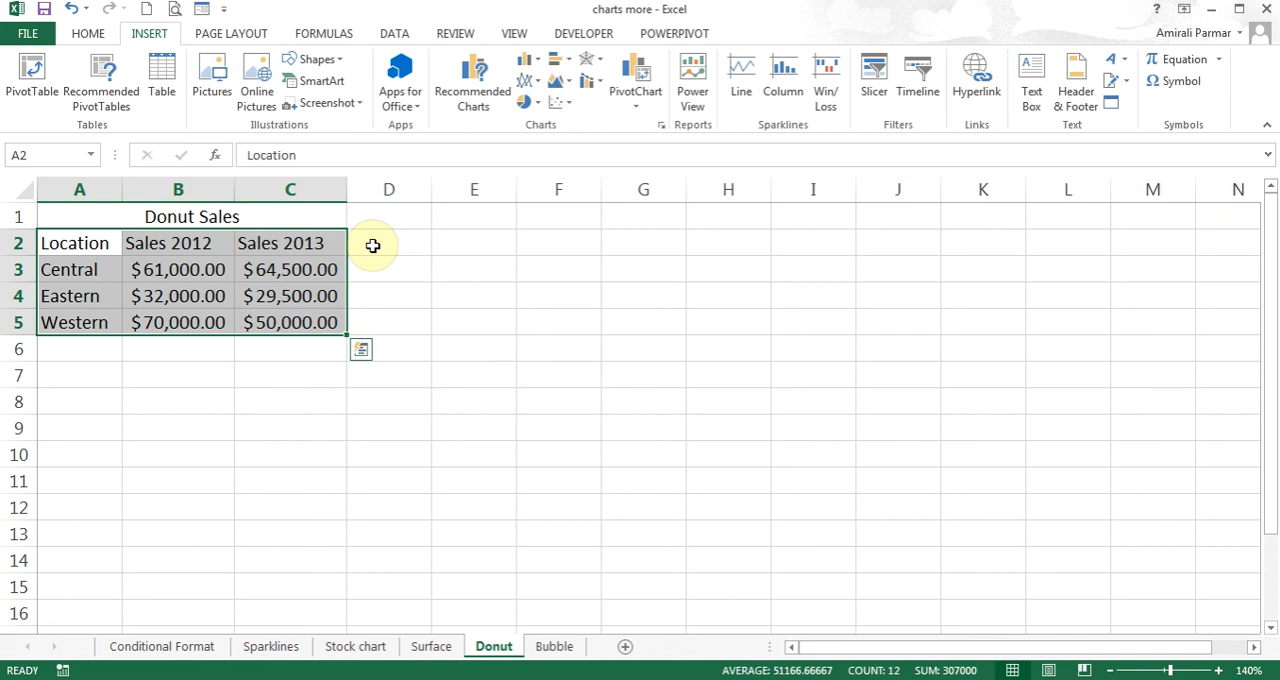 charts more - Excel
?
FILE HOME INSERT PAGE LAYOUT FORMULAS DATA REVIEW VIEW DEVELOPER POWERPIVOT
Amirali Parmar
PivotTable Recommended PivotTables Table
Tables
Pictures Online Pictures Shapes SmartArt Screenshot
Illustrations
Apps for Office
Apps
Recommended Charts PivotChart
Charts
Power View
Reports
Line Column Win/Loss
Sparklines
Slicer Timeline
Filters
Hyperlink
Links
Text Box Header & Footer
Text
π Equation
Ω Symbol
Symbols
A2 fx Location
A B C D E F G H I J K L M N
1 Donut Sales
2 Location Sales 2012 Sales 2013
3 Central $61,000.00 $64,500.00
4 Eastern $32,000.00 $29,500.00
5 Western $70,000.00 $50,000.00
6
7
8
9
10
11
12
13
14
15
16
Conditional Format Sparklines Stock chart Surface Donut Bubble
READY AVERAGE: 51166.66667 COUNT: 12 SUM: 307000 140%